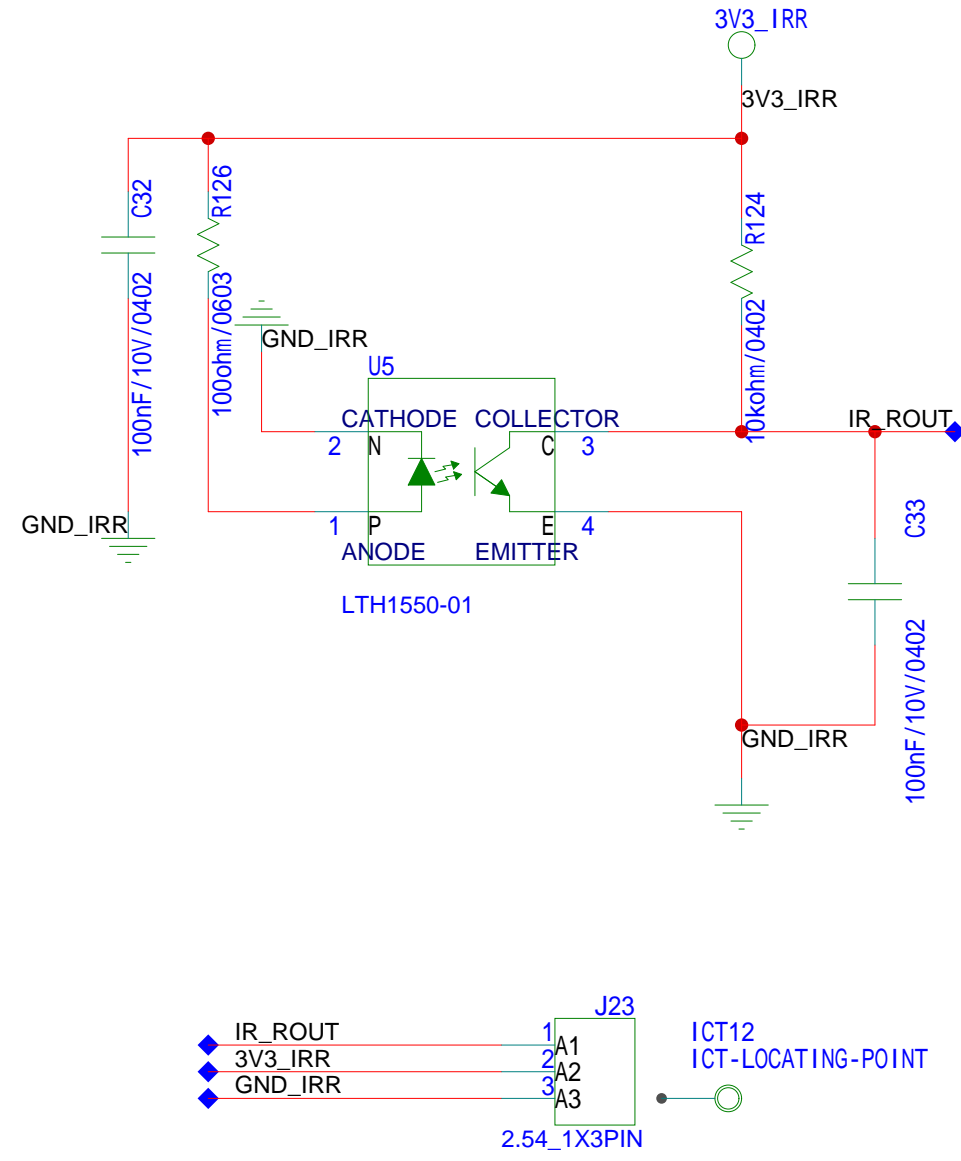 3V3_IRR
3V3_IRR
C32
R126
R124
100nF/10V/0402
100ohm/0603
10kohm/0402
GND_IRR
U5
CATHODE COLLECTOR
IR_ROUT
2 N C 3
GND_IRR
1 P E 4
ANODE EMITTER
C33
LTH1550-01
100nF/10V/0402
GND_IRR
J23
IR_ROUT 1 A1
3V3_IRR 2 A2
GND_IRR 3 A3
2.54_1X3PIN
ICT12
ICT-LOCATING-POINT